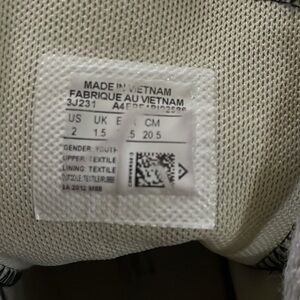 MADE IN VIETNAM
FABRIQUE AU VIETNAM
3J231
US UK E CM
2 1.5 .5 20.5
GENDER: YOUTH
UPPER: TEXTILE
LINING: TEXTILE